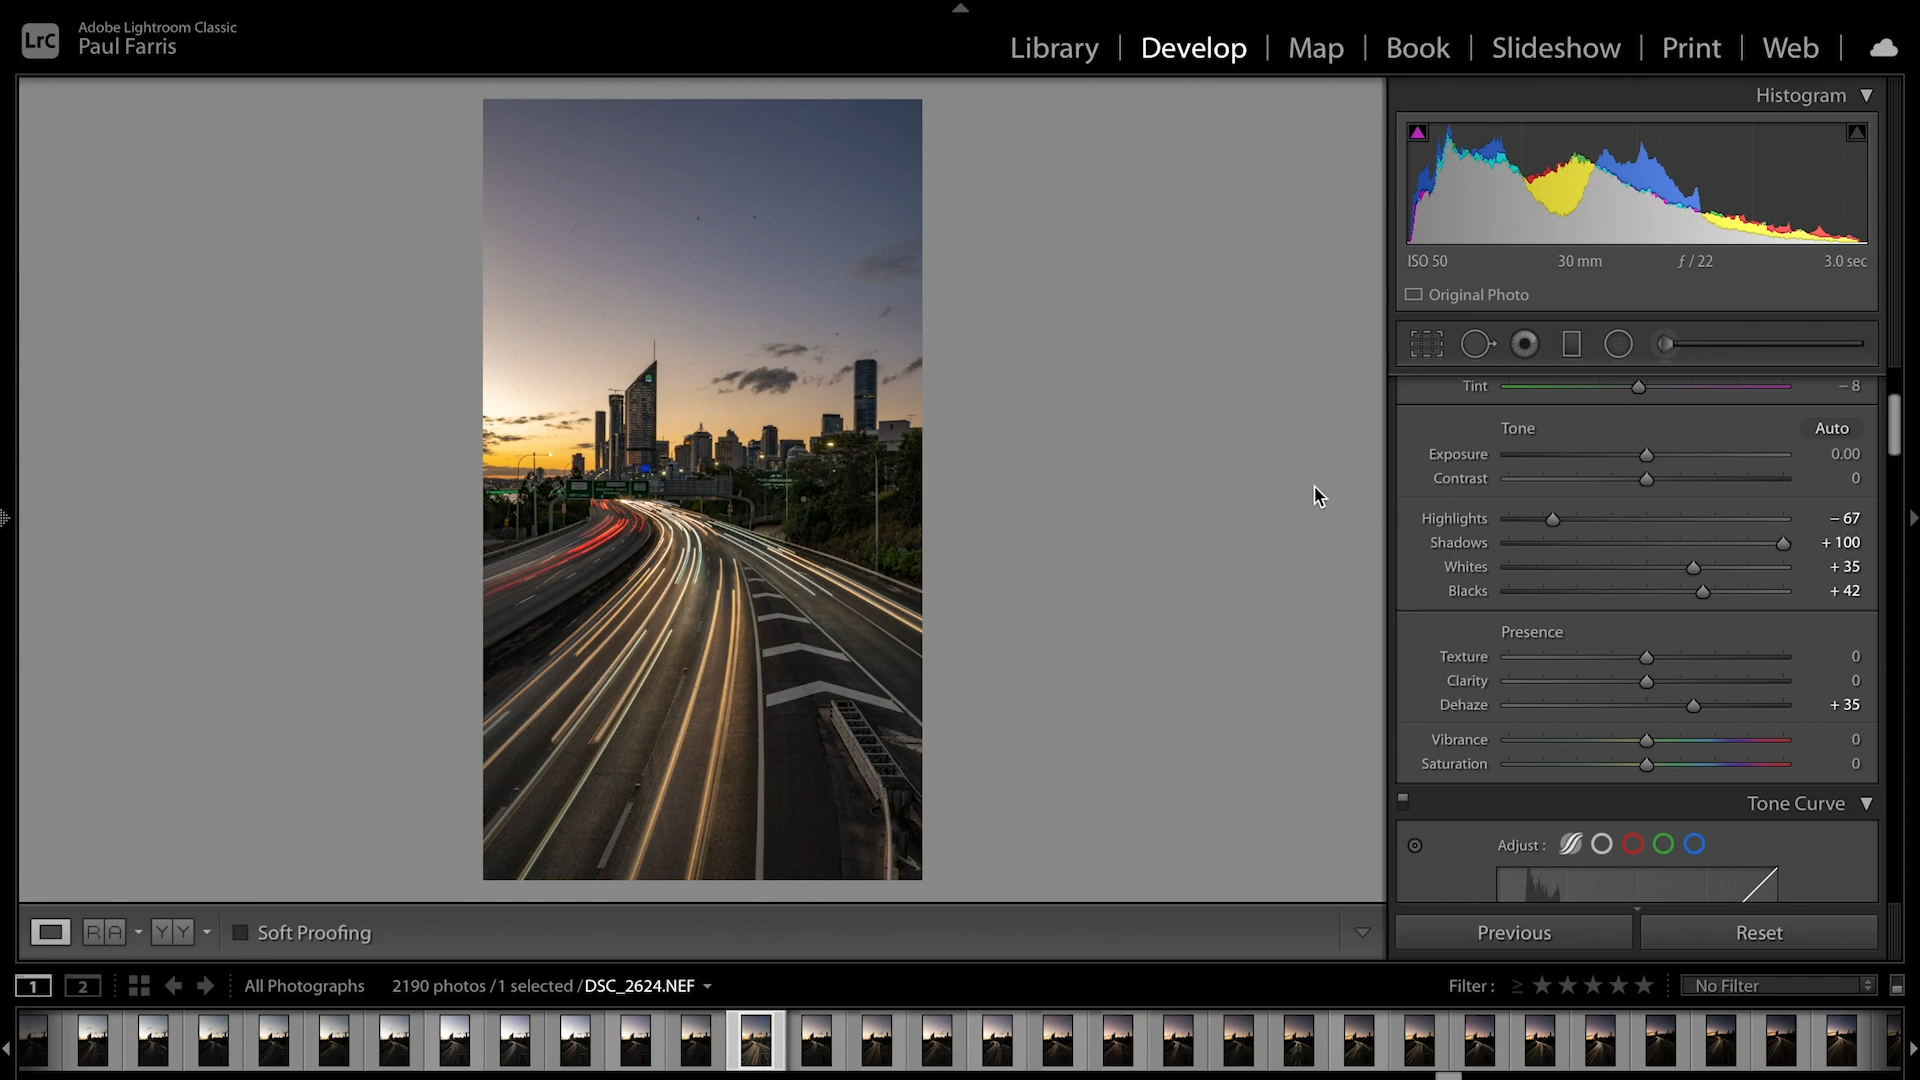 LrC
Adobe Lightroom Classic
Paul Farris
Library | Develop | Map | Book | Slideshow | Print | Web |
Histogram
ISO 50 30 mm ƒ / 22 3.0 sec
Original Photo
Tint – 8
Tone Auto
Exposure 0.00
Contrast 0
Highlights – 67
Shadows + 100
Whites + 35
Blacks + 42
Presence
Texture 0
Clarity 0
Dehaze + 35
Vibrance 0
Saturation 0
Tone Curve
Adjust :
R A Y Y Soft Proofing
Previous Reset
1 2 All Photographs 2190 photos / 1 selected / DSC_2624.NEF
Filter : ≥ ★ ★ ★ ★ ★ No Filter